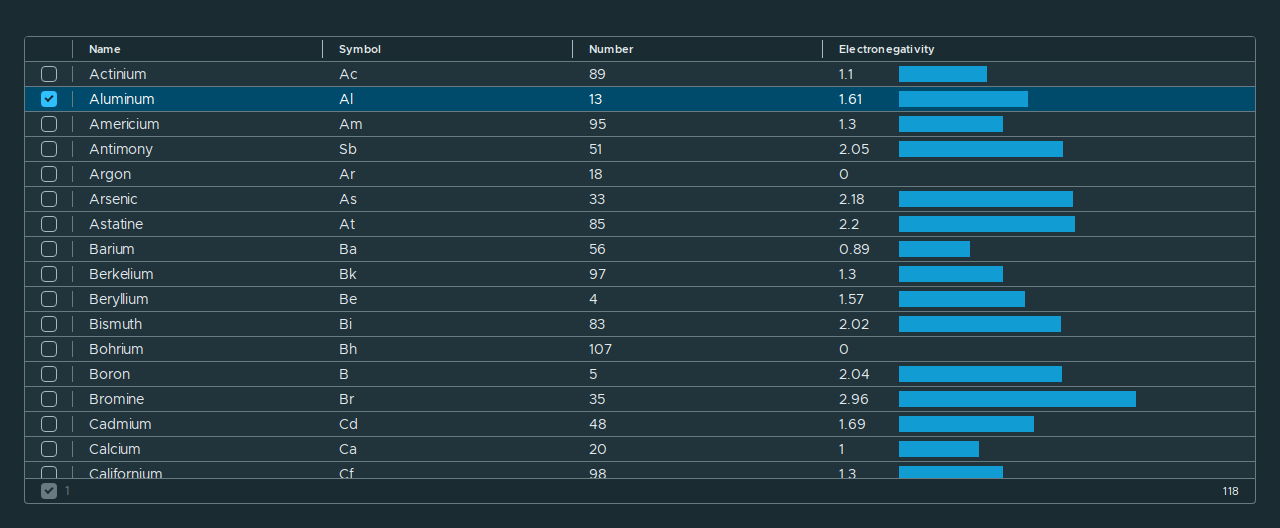 Name Symbol Number Electronegativity
Actinium Ac 89 1.1
Aluminum Al 13 1.61
Americium Am 95 1.3
Antimony Sb 51 2.05
Argon Ar 18 0
Arsenic As 33 2.18
Astatine At 85 2.2
Barium Ba 56 0.89
Berkelium Bk 97 1.3
Beryllium Be 4 1.57
Bismuth Bi 83 2.02
Bohrium Bh 107 0
Boron B 5 2.04
Bromine Br 35 2.96
Cadmium Cd 48 1.69
Calcium Ca 20 1
Californium Cf 98 1.3
1 118